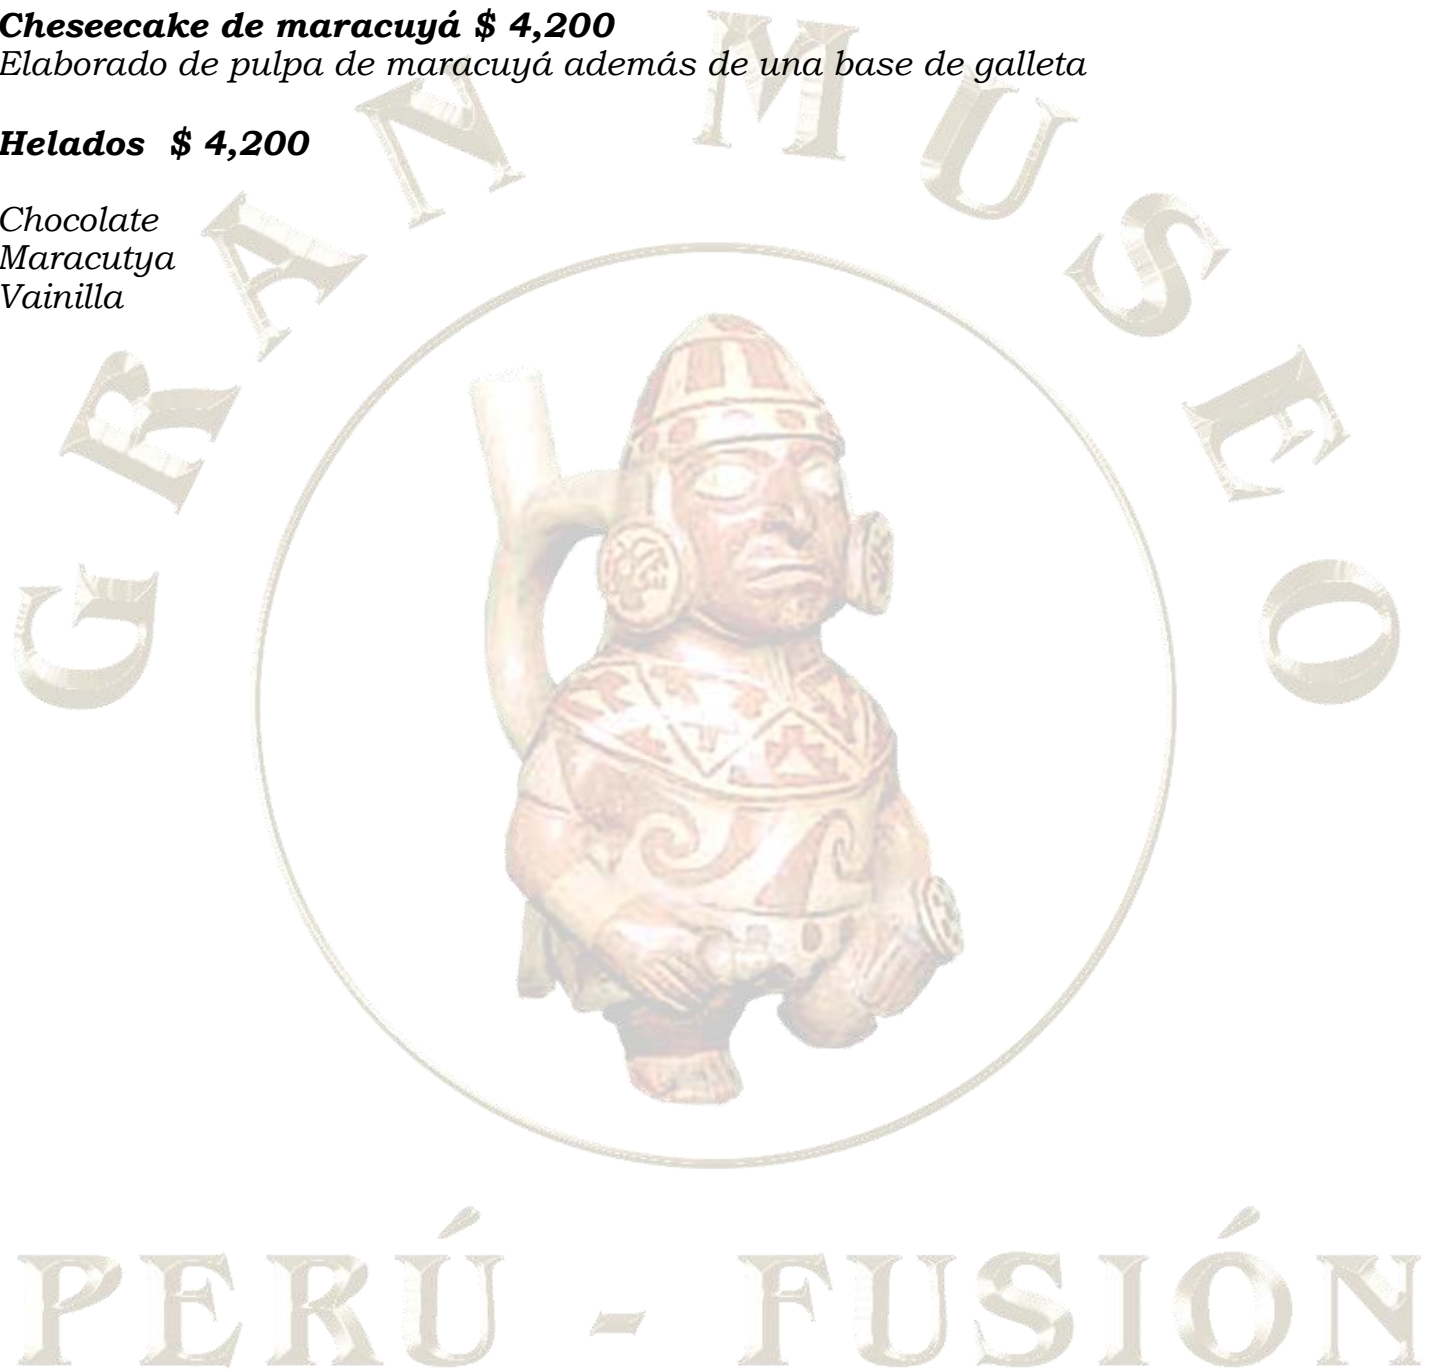 Cheseecake de maracuyá $ 4,200
Elaborado de pulpa de maracuyá además de una base de galleta
Helados $ 4,200
Chocolate
Maracutya
Vainilla
GRAN MUSEO
PERÚ - FUSIÓN